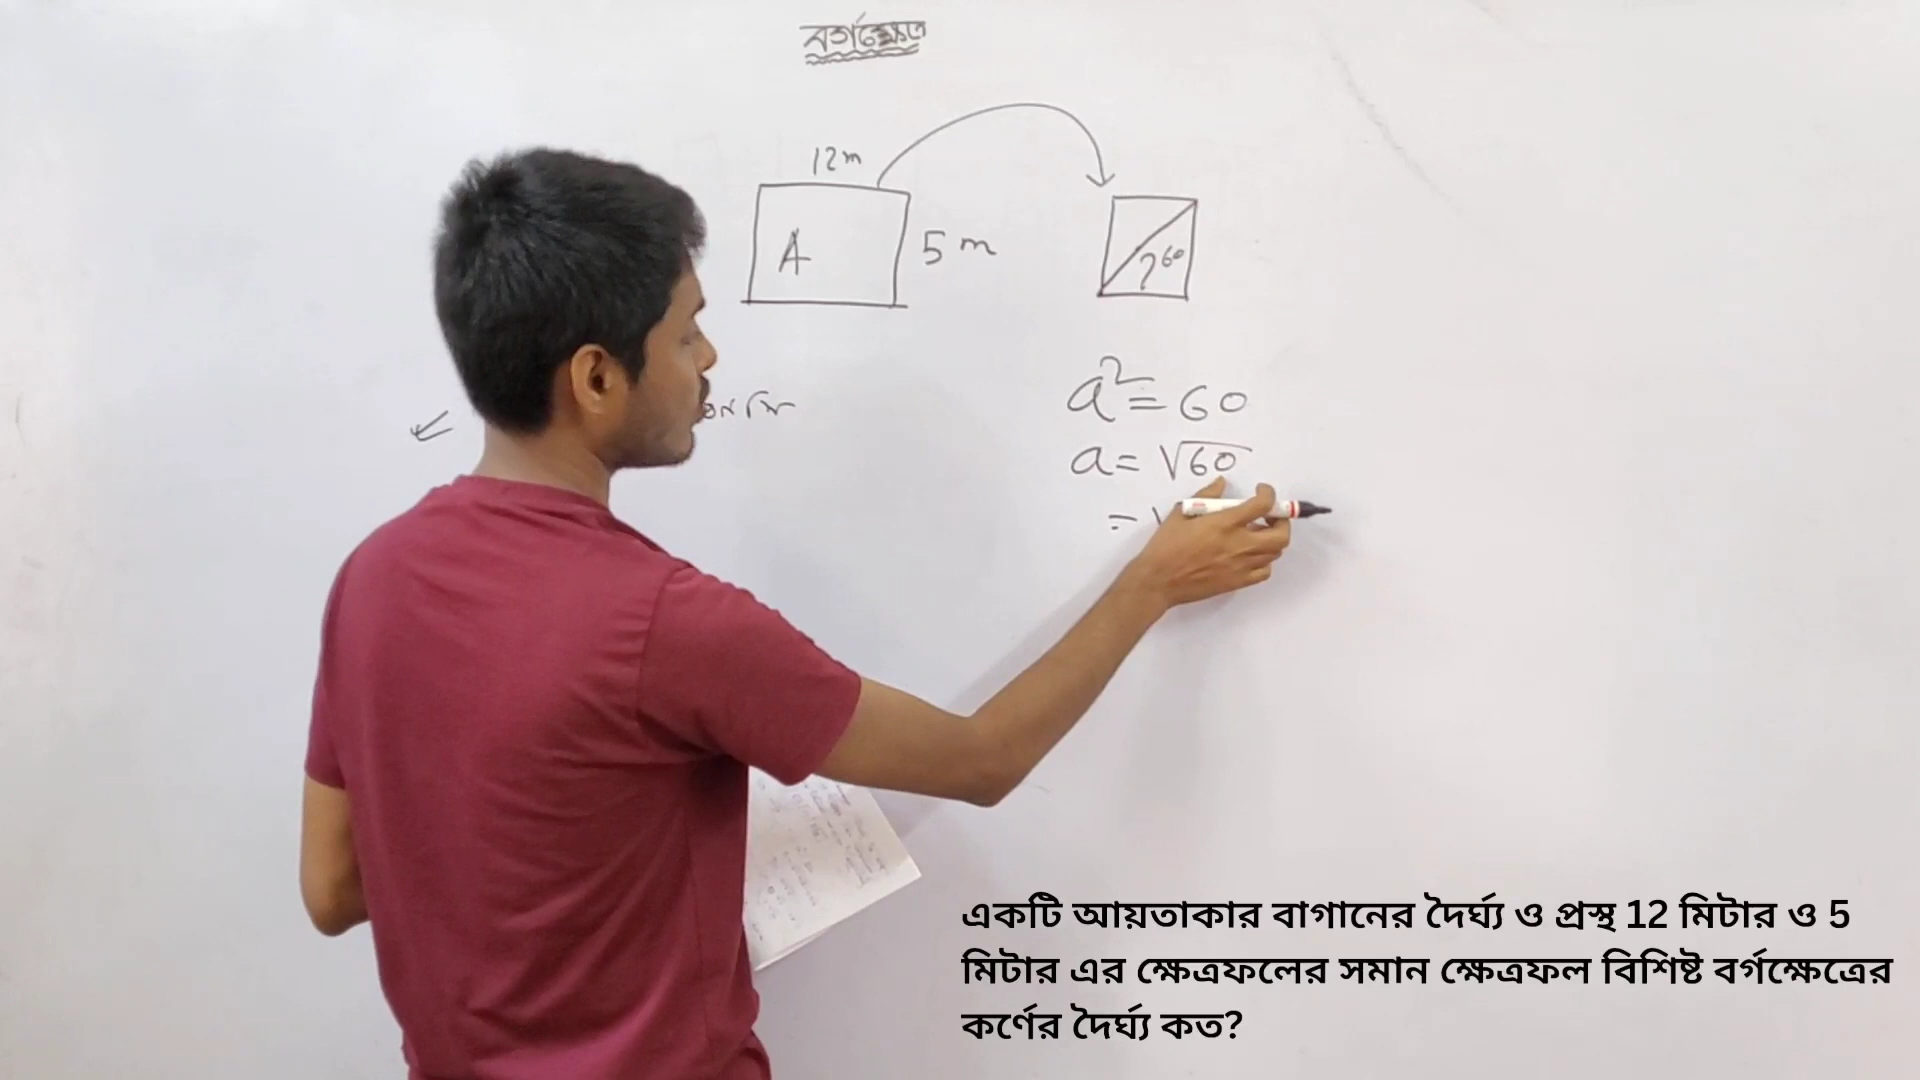 বর্গক্ষেত্র
12m
A
5 m
? 60
a² = 60
a = √60
= √
একটি আয়তাকার বাগানের দৈর্ঘ্য ও প্রস্থ 12 মিটার ও 5
মিটার এর ক্ষেত্রফলের সমান ক্ষেত্রফল বিশিষ্ট বর্গক্ষেত্রের
কর্ণের দৈর্ঘ্য কত?